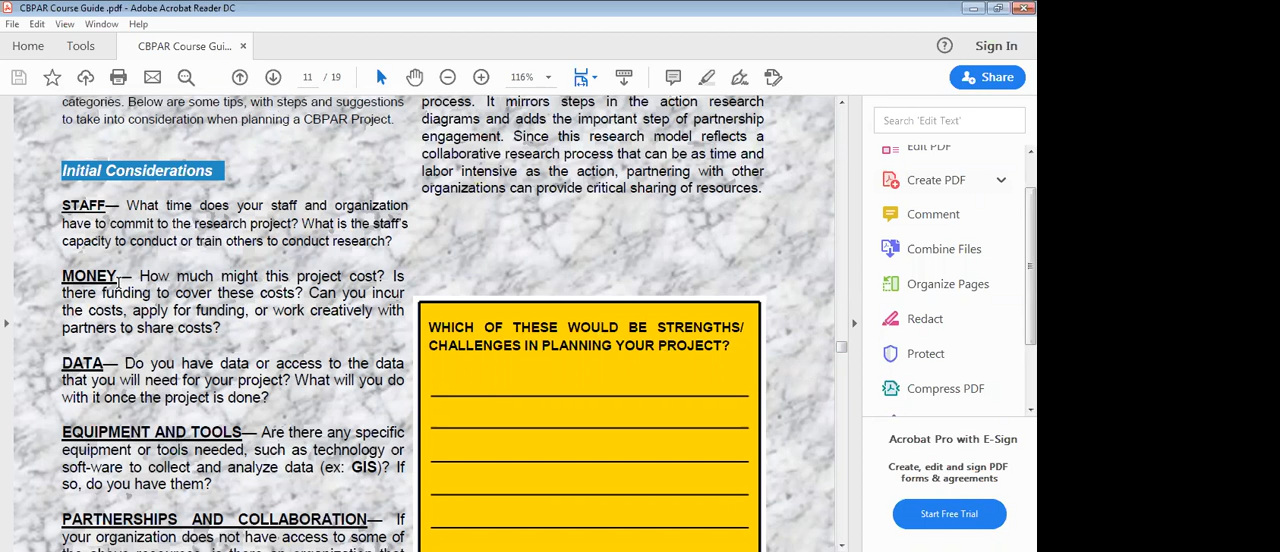 CBPAR Course Guide .pdf - Adobe Acrobat Reader DC
File Edit View Window Help
Home Tools CBPAR Course Gui... × Sign In
11 / 19 116% Share
categories. Below are some tips, with steps and suggestions
to take into consideration when planning a CBPAR Project.
Initial Considerations
STAFF— What time does your staff and organization
have to commit to the research project? What is the staff's
capacity to conduct or train others to conduct research?
MONEY— How much might this project cost? Is
there funding to cover these costs? Can you incur
the costs, apply for funding, or work creatively with
partners to share costs?
DATA— Do you have data or access to the data
that you will need for your project? What will you do
with it once the project is done?
EQUIPMENT AND TOOLS— Are there any specific
equipment or tools needed, such as technology or
soft-ware to collect and analyze data (ex: GIS)? If
so, do you have them?
PARTNERSHIPS AND COLLABORATION— If
your organization does not have access to some of
the above resources, is there an organization that
process. It mirrors steps in the action research
diagrams and adds the important step of partnership
engagement. Since this research model reflects a
collaborative research process that can be as time and
labor intensive as the action, partnering with other
organizations can provide critical sharing of resources.
WHICH OF THESE WOULD BE STRENGTHS/
CHALLENGES IN PLANNING YOUR PROJECT?
Search 'Edit Text'
Edit PDF
Create PDF
Comment
Combine Files
Organize Pages
Redact
Protect
Compress PDF
Acrobat Pro with E-Sign
Create, edit and sign PDF
forms & agreements
Start Free Trial